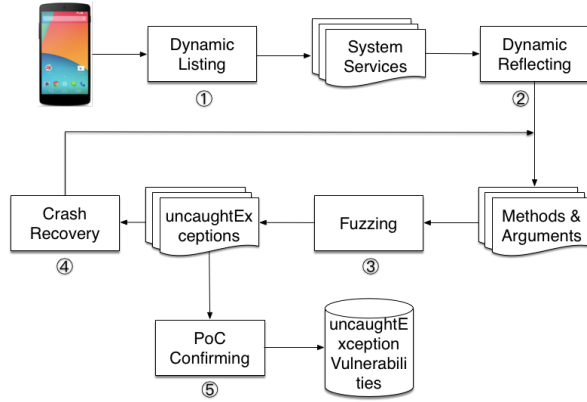 Dynamic
Listing
①
System
Services
Dynamic
Reflecting
②
Crash
Recovery
④
uncaughtEx
ceptions
Fuzzing
③
Methods &
Arguments
PoC
Confirming
⑤
uncaughtE
xception
Vulnerabili
ties